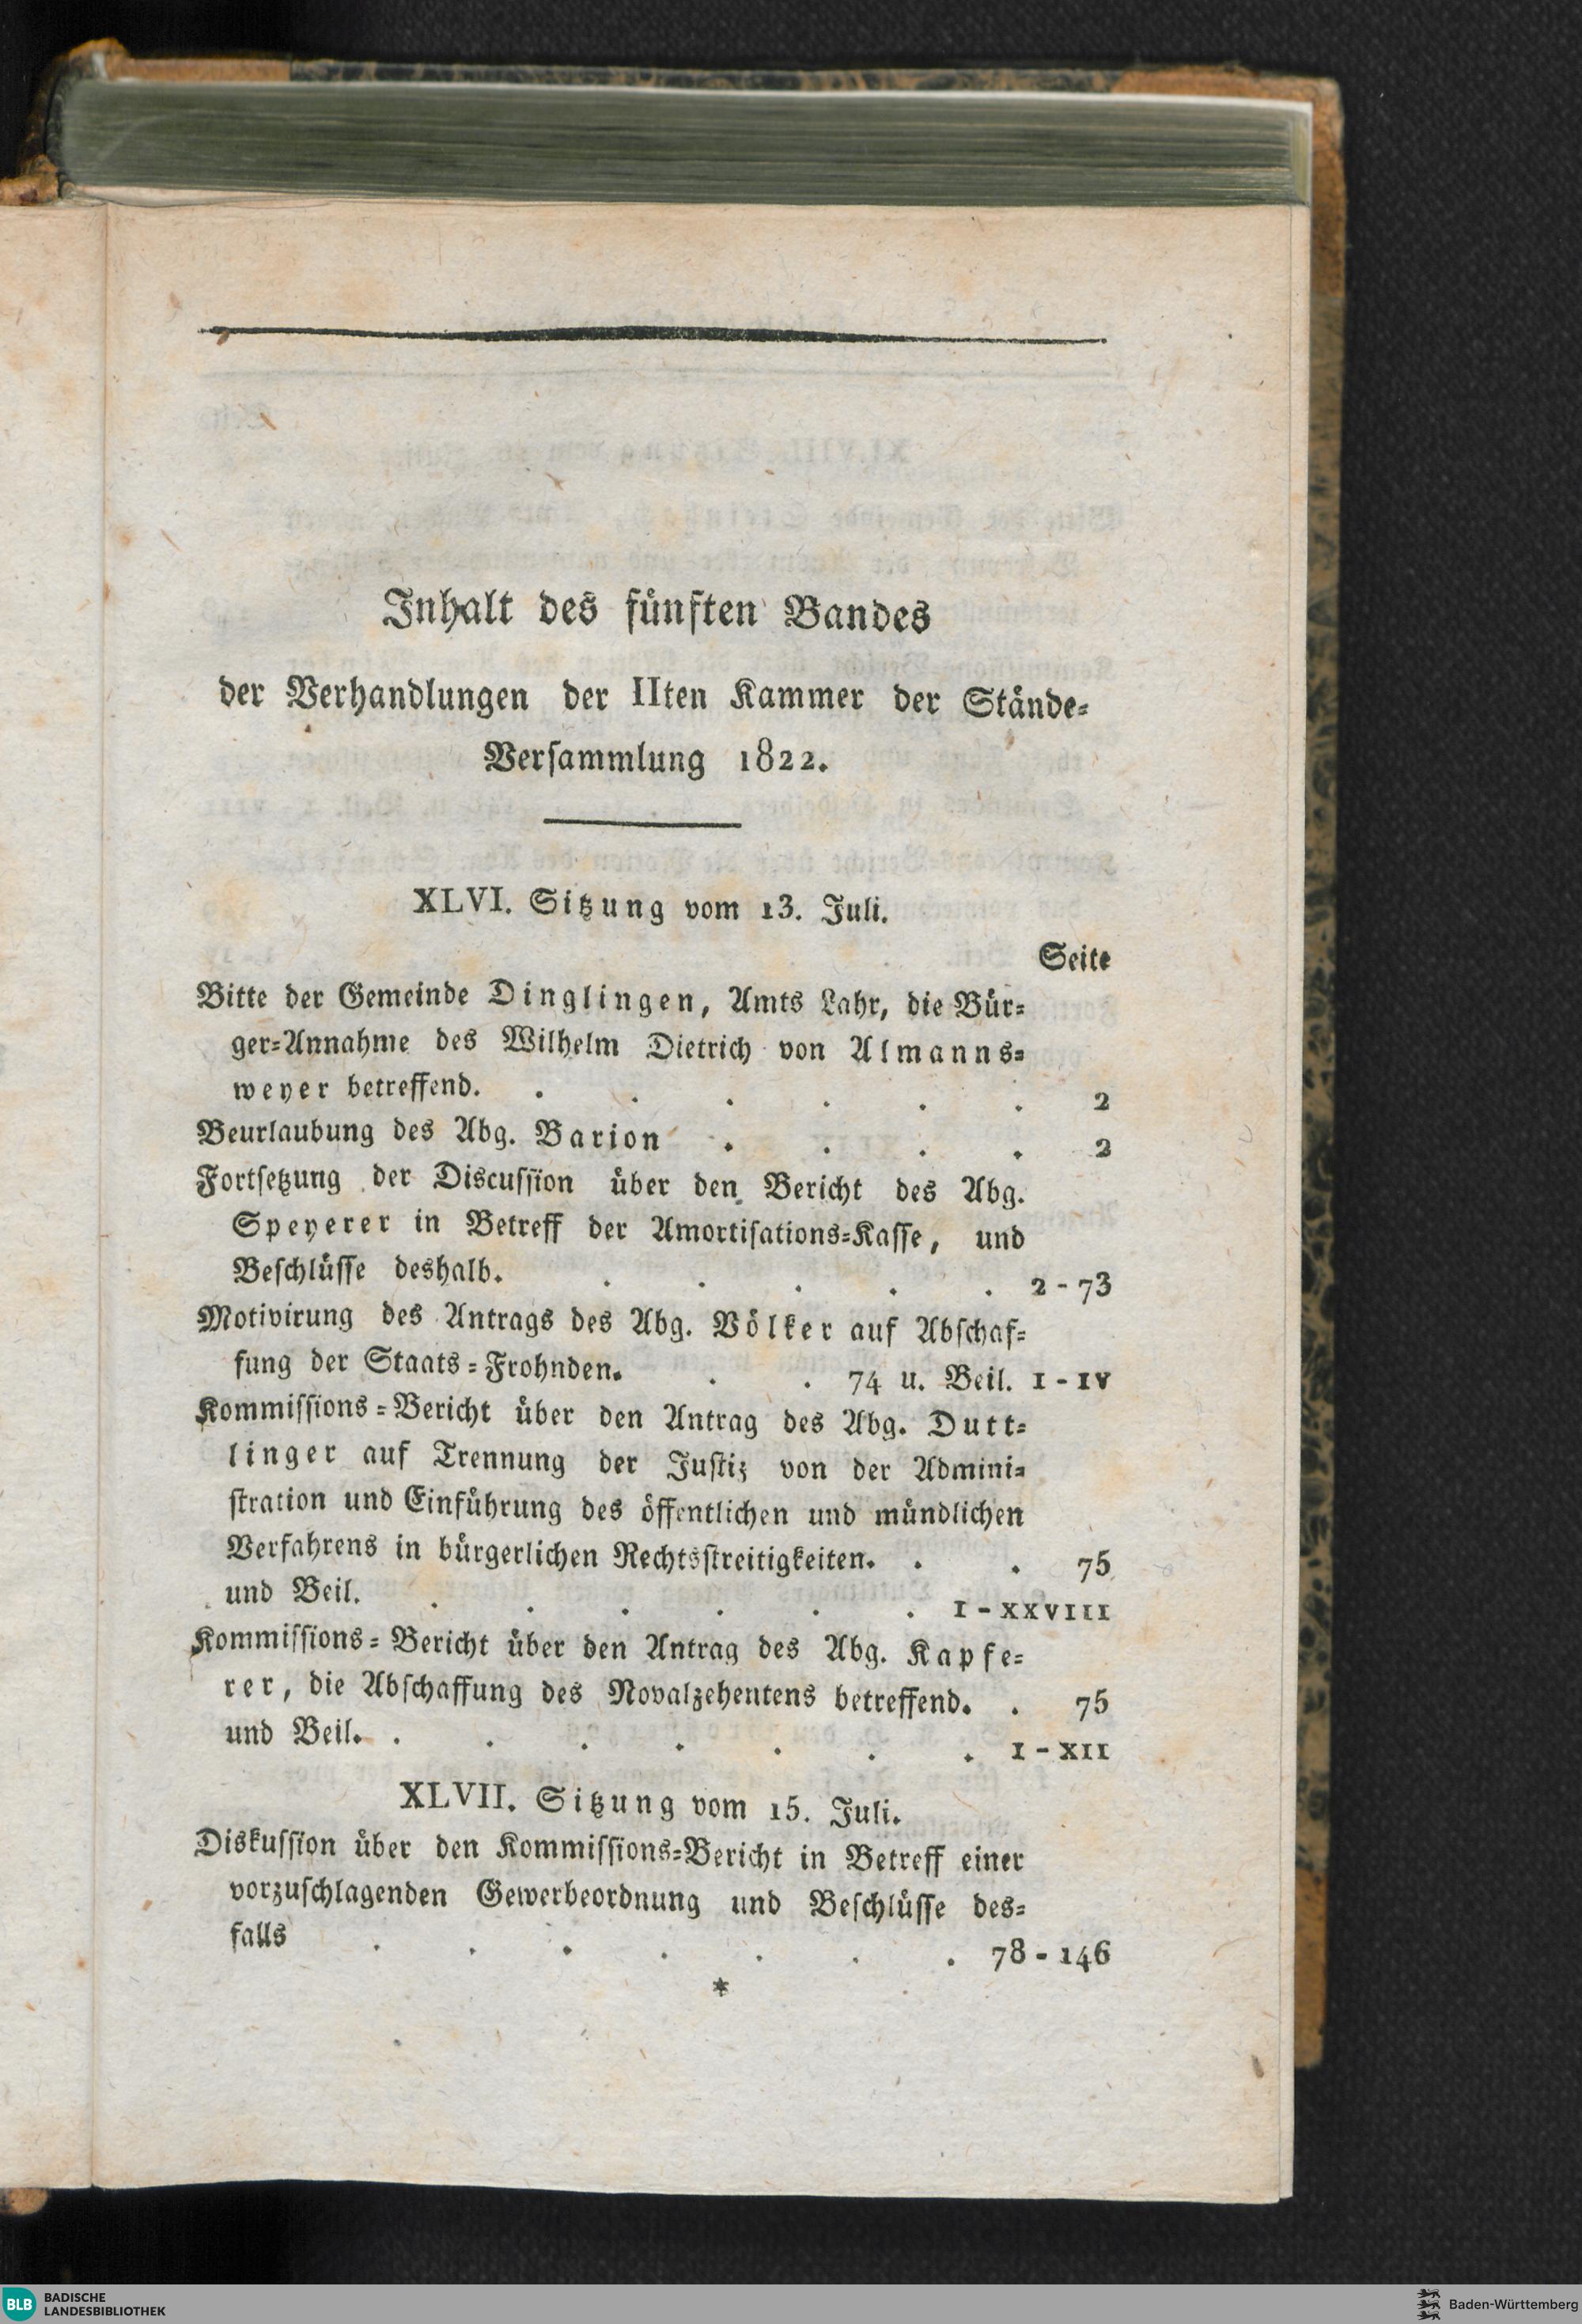 Inhalt des fünften Bandes
der Verhandlungen der IIten Kammer der Stände-
Versammlung 1822.
XLVI. Sitzung vom 13. Juli.
Seite
Bitte der Gemeinde Dinglingen, Amts Lahr, die Bür-
ger-Annahme des Wilhelm Dietrich von Almanns-
weyer betreffend. . . . . . . 2
Beurlaubung des Abg. Barion . . . . 2
Fortsetzung der Discussion über den Bericht des Abg.
Speyerer in Betreff der Amortisations-Kasse, und
Beschlüsse deshalb. . . . . . 2 - 73
Motivirung des Antrags des Abg. Völker auf Abschaf-
fung der Staats-Frohnden. . . 74 u. Beil. I - IV
Kommissions-Bericht über den Antrag des Abg. Dutt-
linger auf Trennung der Justiz von der Admini-
stration und Einführung des öffentlichen und mündlichen
Verfahrens in bürgerlichen Rechtsstreitigkeiten. . . 75
und Beil. . . . . . . I - XXVIII
Kommissions-Bericht über den Antrag des Abg. Kapfe-
rer, die Abschaffung des Novalzehentens betreffend. . 75
und Beil. . . . . . . . I - XII
XLVII. Sitzung vom 15. Juli.
Diskussion über den Kommissions-Bericht in Betreff einer
vorzuschlagenden Gewerbeordnung und Beschlüsse des-
falls . . . . . . . 78 - 146
*
BLB BADISCHE
LANDESBIBLIOTHEK
Baden-Württemberg